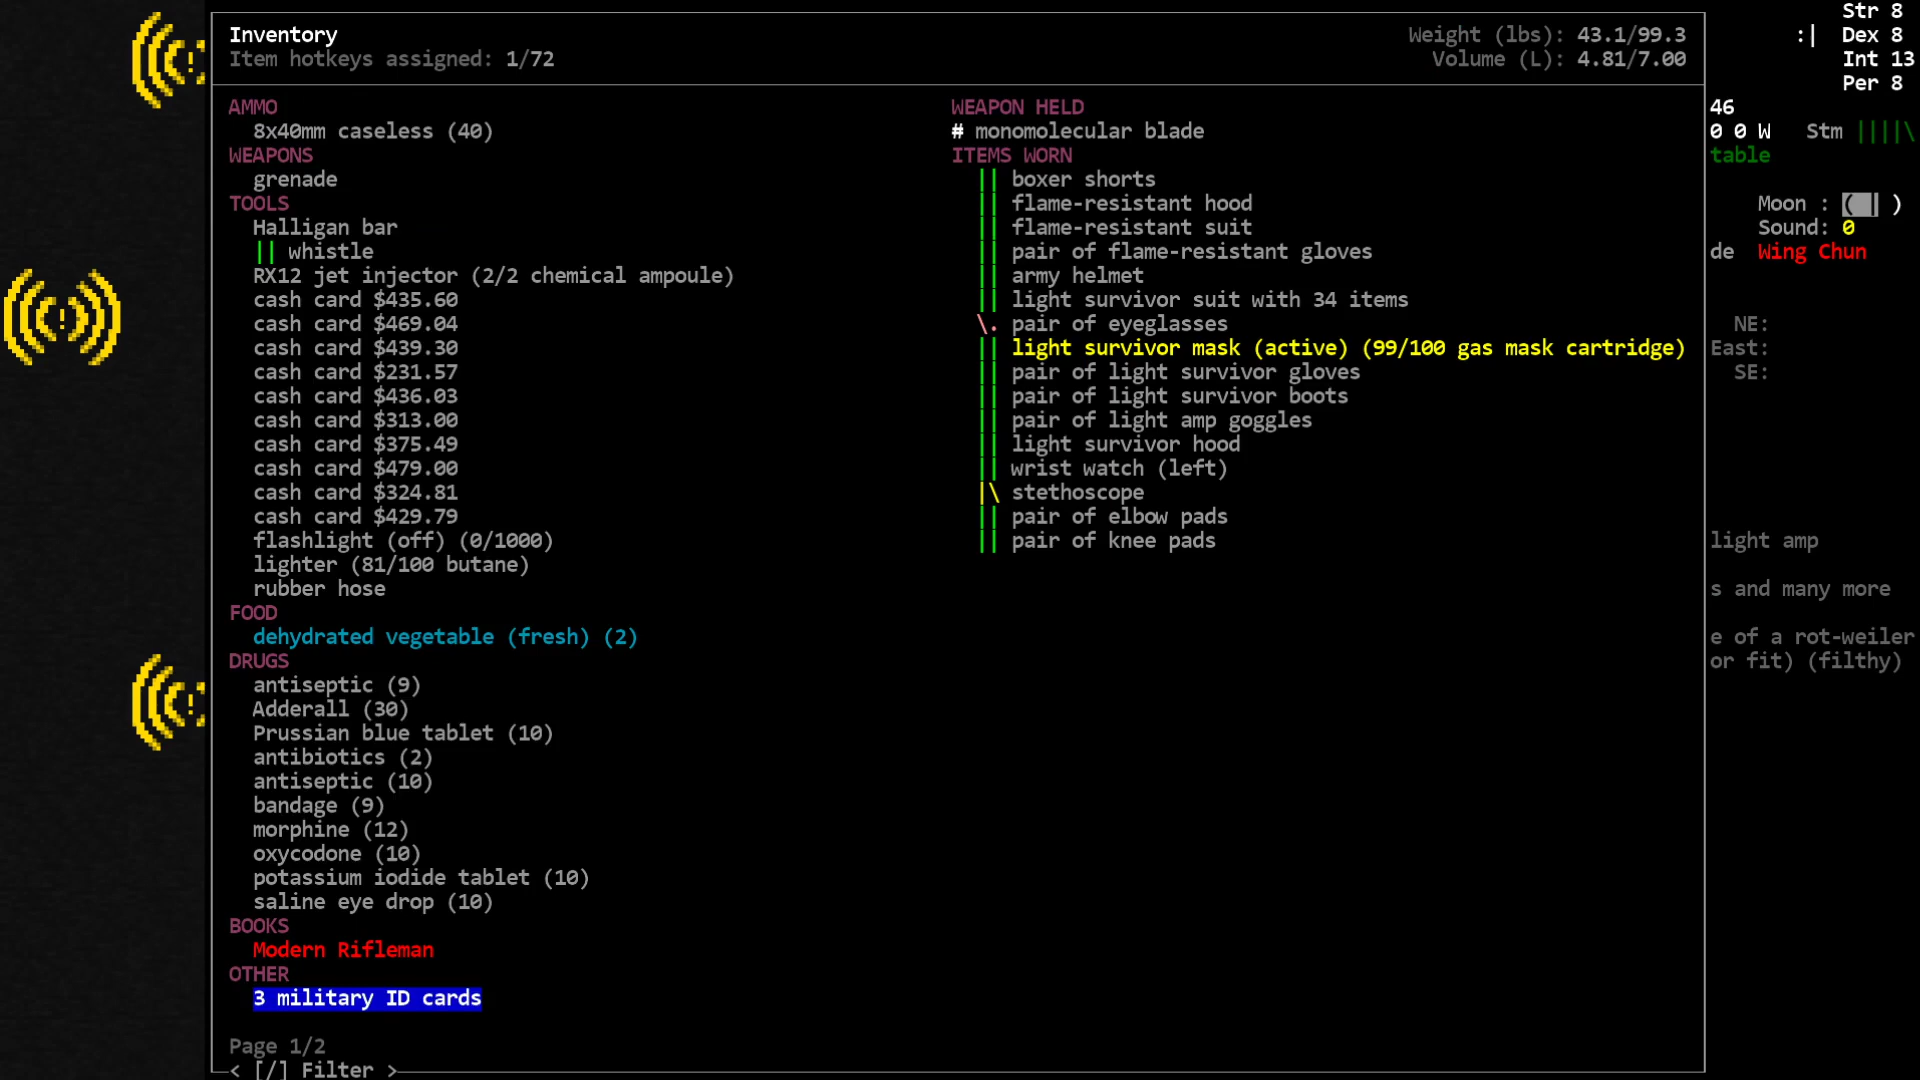 Inventory
Item hotkeys assigned: 1/72
Weight (lbs): 43.1/99.3
Volume (L): 4.81/7.00
AMMO
8x40mm caseless (40)
WEAPONS
grenade
TOOLS
Halligan bar
|| whistle
RX12 jet injector (2/2 chemical ampoule)
cash card $435.60
cash card $469.04
cash card $439.30
cash card $231.57
cash card $436.03
cash card $313.00
cash card $375.49
cash card $479.00
cash card $324.81
cash card $429.79
flashlight (off) (0/1000)
lighter (81/100 butane)
rubber hose
FOOD
dehydrated vegetable (fresh) (2)
DRUGS
antiseptic (9)
Adderall (30)
Prussian blue tablet (10)
antibiotics (2)
antiseptic (10)
bandage (9)
morphine (12)
oxycodone (10)
potassium iodide tablet (10)
saline eye drop (10)
BOOKS
Modern Rifleman
OTHER
3 military ID cards
Page 1/2
< [/] Filter >
WEAPON HELD
# monomolecular blade
ITEMS WORN
|| boxer shorts
|| flame-resistant hood
|| flame-resistant suit
|| pair of flame-resistant gloves
|| army helmet
|| light survivor suit with 34 items
\. pair of eyeglasses
|| light survivor mask (active) (99/100 gas mask cartridge)
|| pair of light survivor gloves
|| pair of light survivor boots
|| pair of light amp goggles
|| light survivor hood
|| wrist watch (left)
|\ stethoscope
|| pair of elbow pads
|| pair of knee pads
Str 8
:| Dex 8
Int 13
Per 8
46
0 0 W Stm ||||\
table
Moon : ( | )
Sound: 0
de Wing Chun
NE:
East:
SE:
light amp
s and many more
e of a rot-weiler
or fit) (filthy)